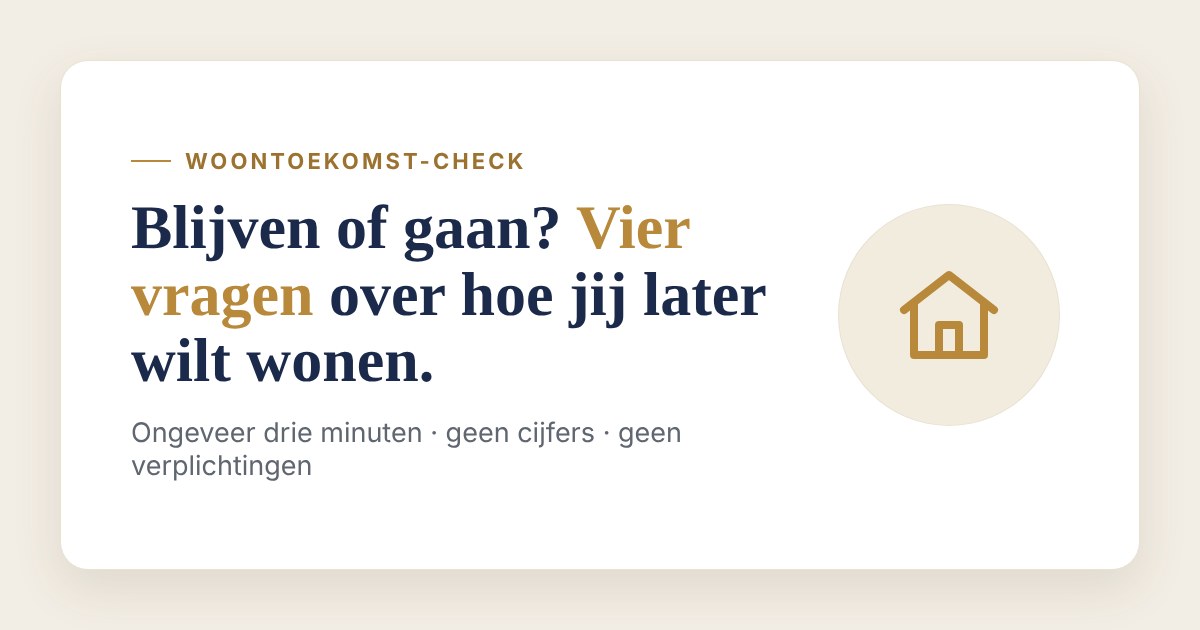 WOONTOEKOMST-CHECK
Blijven of gaan? Vier
vragen over hoe jij later
wilt wonen.
Ongeveer drie minuten · geen cijfers · geen
verplichtingen